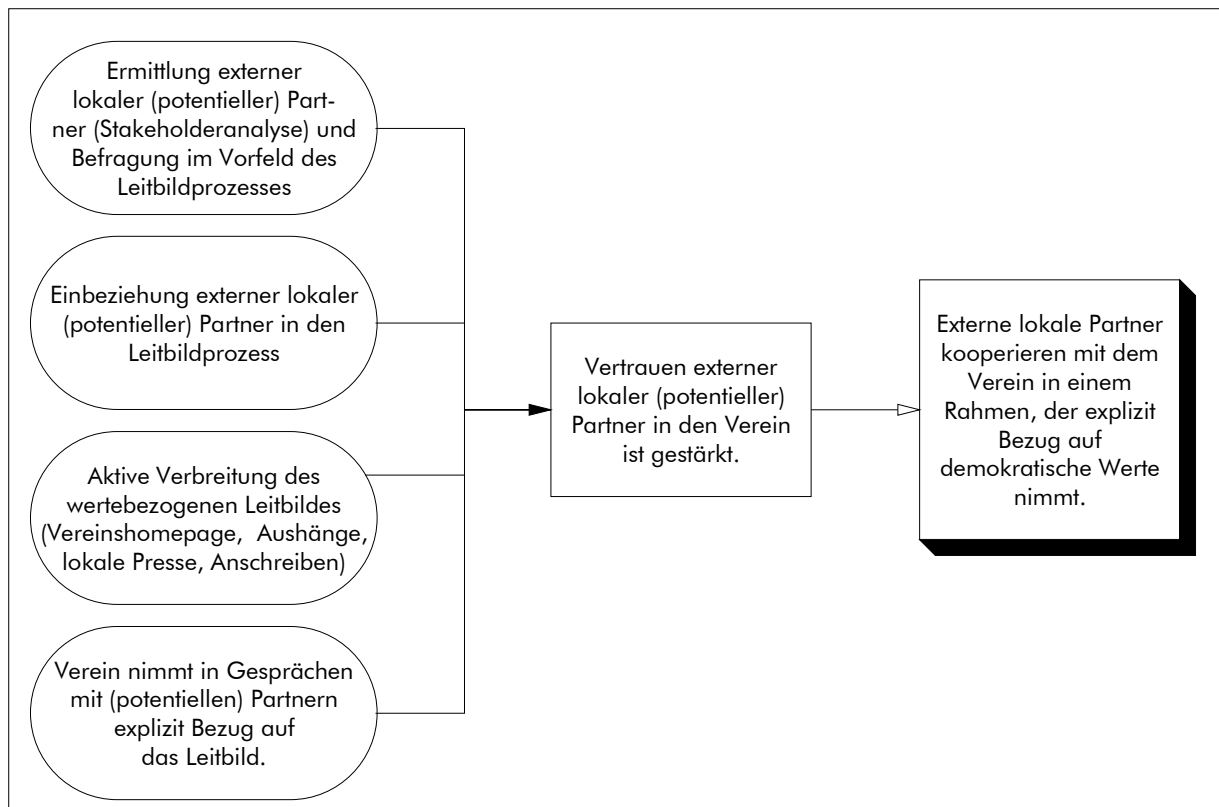 Ermittlung externer
lokaler (potentieller) Part-
ner (Stakeholderanalyse) und
Befragung im Vorfeld des
Leitbildprozesses
Einbeziehung externer lokaler
(potentieller) Partner in den
Leitbildprozess
Aktive Verbreitung des
wertebezogenen Leitbildes
(Vereinshomepage, Aushänge,
lokale Presse, Anschreiben)
Verein nimmt in Gesprächen
mit (potentiellen) Partnern
explizit Bezug auf
das Leitbild.
Vertrauen externer
lokaler (potentieller)
Partner in den Verein
ist gestärkt.
Externe lokale Partner
kooperieren mit dem
Verein in einem
Rahmen, der explizit
Bezug auf
demokratische Werte
nimmt.